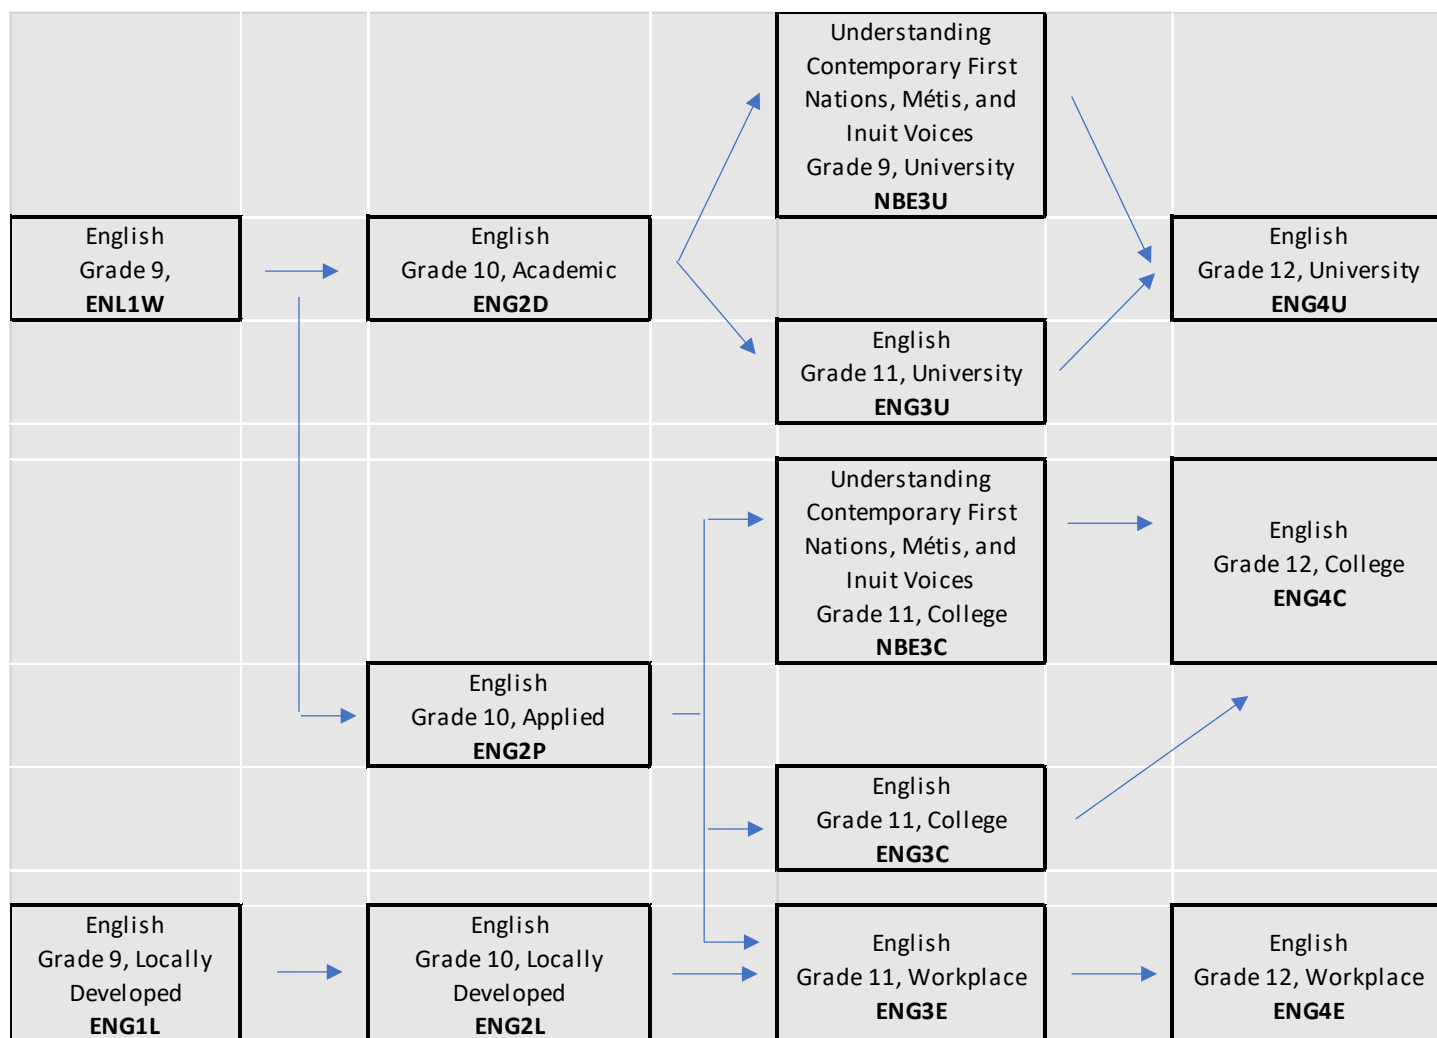 Understanding
Contemporary First
Nations, Métis, and
Inuit Voices
Grade 9, University
NBE3U
English
Grade 9,
ENL1W
English
Grade 10, Academic
ENG2D
English
Grade 12, University
ENG4U
English
Grade 11, University
ENG3U
Understanding
Contemporary First
Nations, Métis, and
Inuit Voices
Grade 11, College
NBE3C
English
Grade 12, College
ENG4C
English
Grade 10, Applied
ENG2P
English
Grade 11, College
ENG3C
English
Grade 9, Locally
Developed
ENG1L
English
Grade 10, Locally
Developed
ENG2L
English
Grade 11, Workplace
ENG3E
English
Grade 12, Workplace
ENG4E